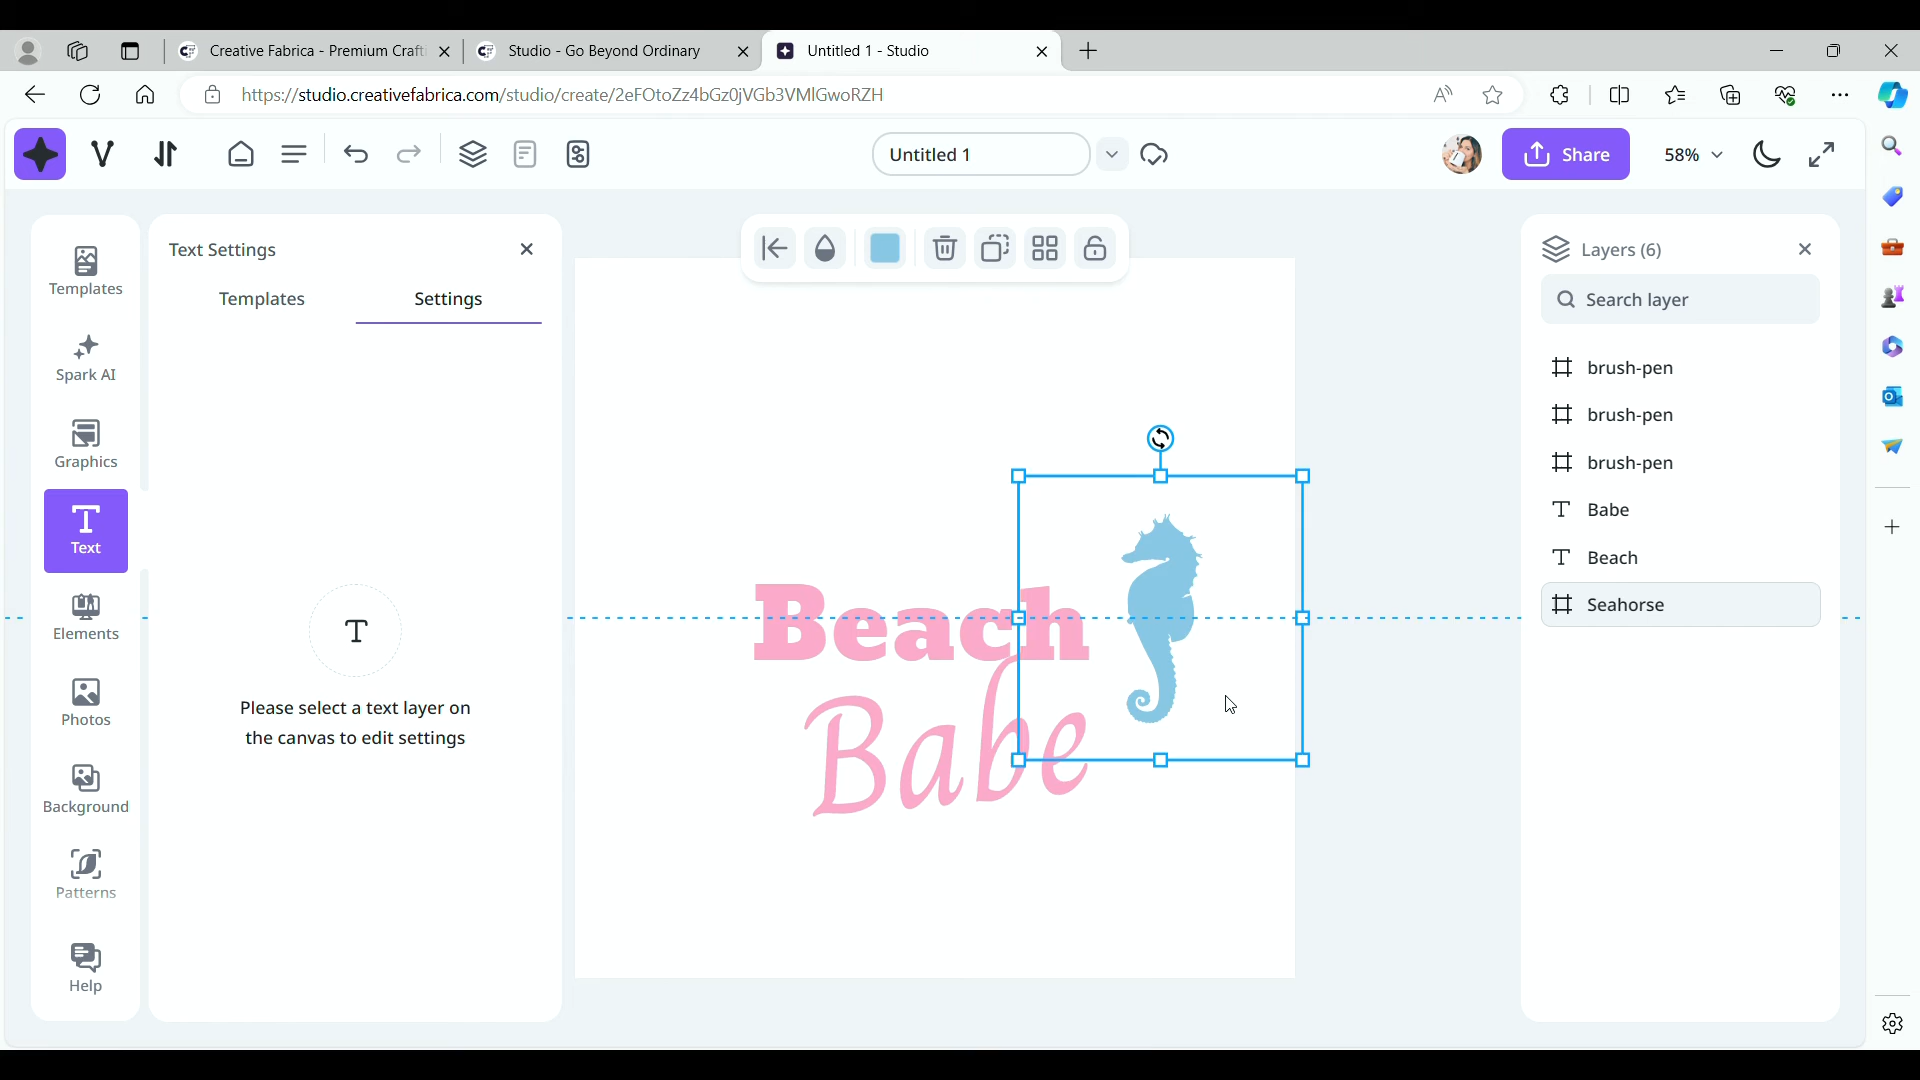 Creative Fabrica - Premium Crafti
Studio - Go Beyond Ordinary
Untitled 1 - Studio
https://studio.creativefabrica.com/studio/create/2eFOtoZz4bGz0jVGb3VMlGwoRZH
Untitled 1
Share
58%
Templates
Spark AI
Graphics
Text
Elements
Photos
Background
Patterns
Help
Text Settings
Templates
Settings
Please select a text layer on
the canvas to edit settings
Beach
Babe
Layers (6)
Search layer
brush-pen
brush-pen
brush-pen
Babe
Beach
Seahorse